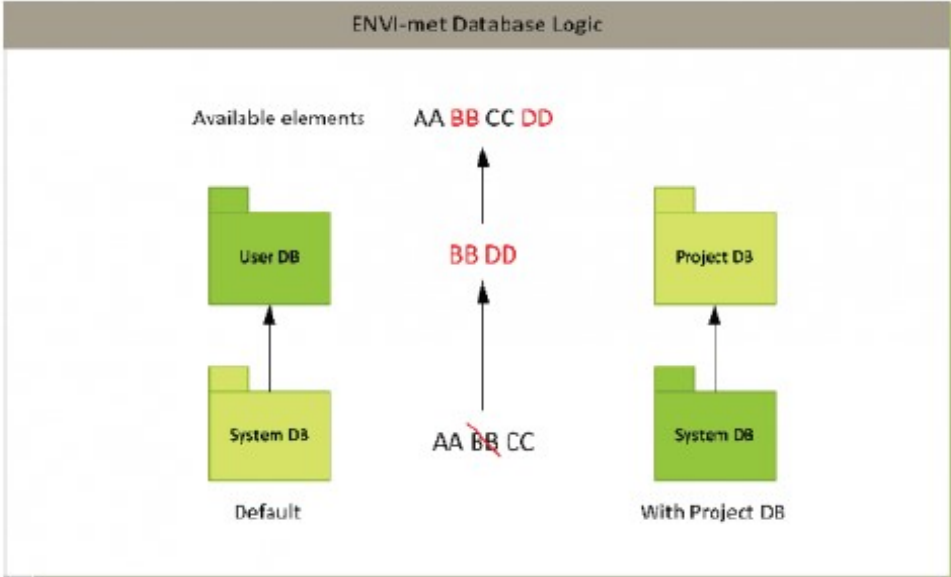 ENVI-met Database Logic
Available elements AA BB CC DD
User DB BB DD Project DB
System DB AA BB CC System DB
Default With Project DB